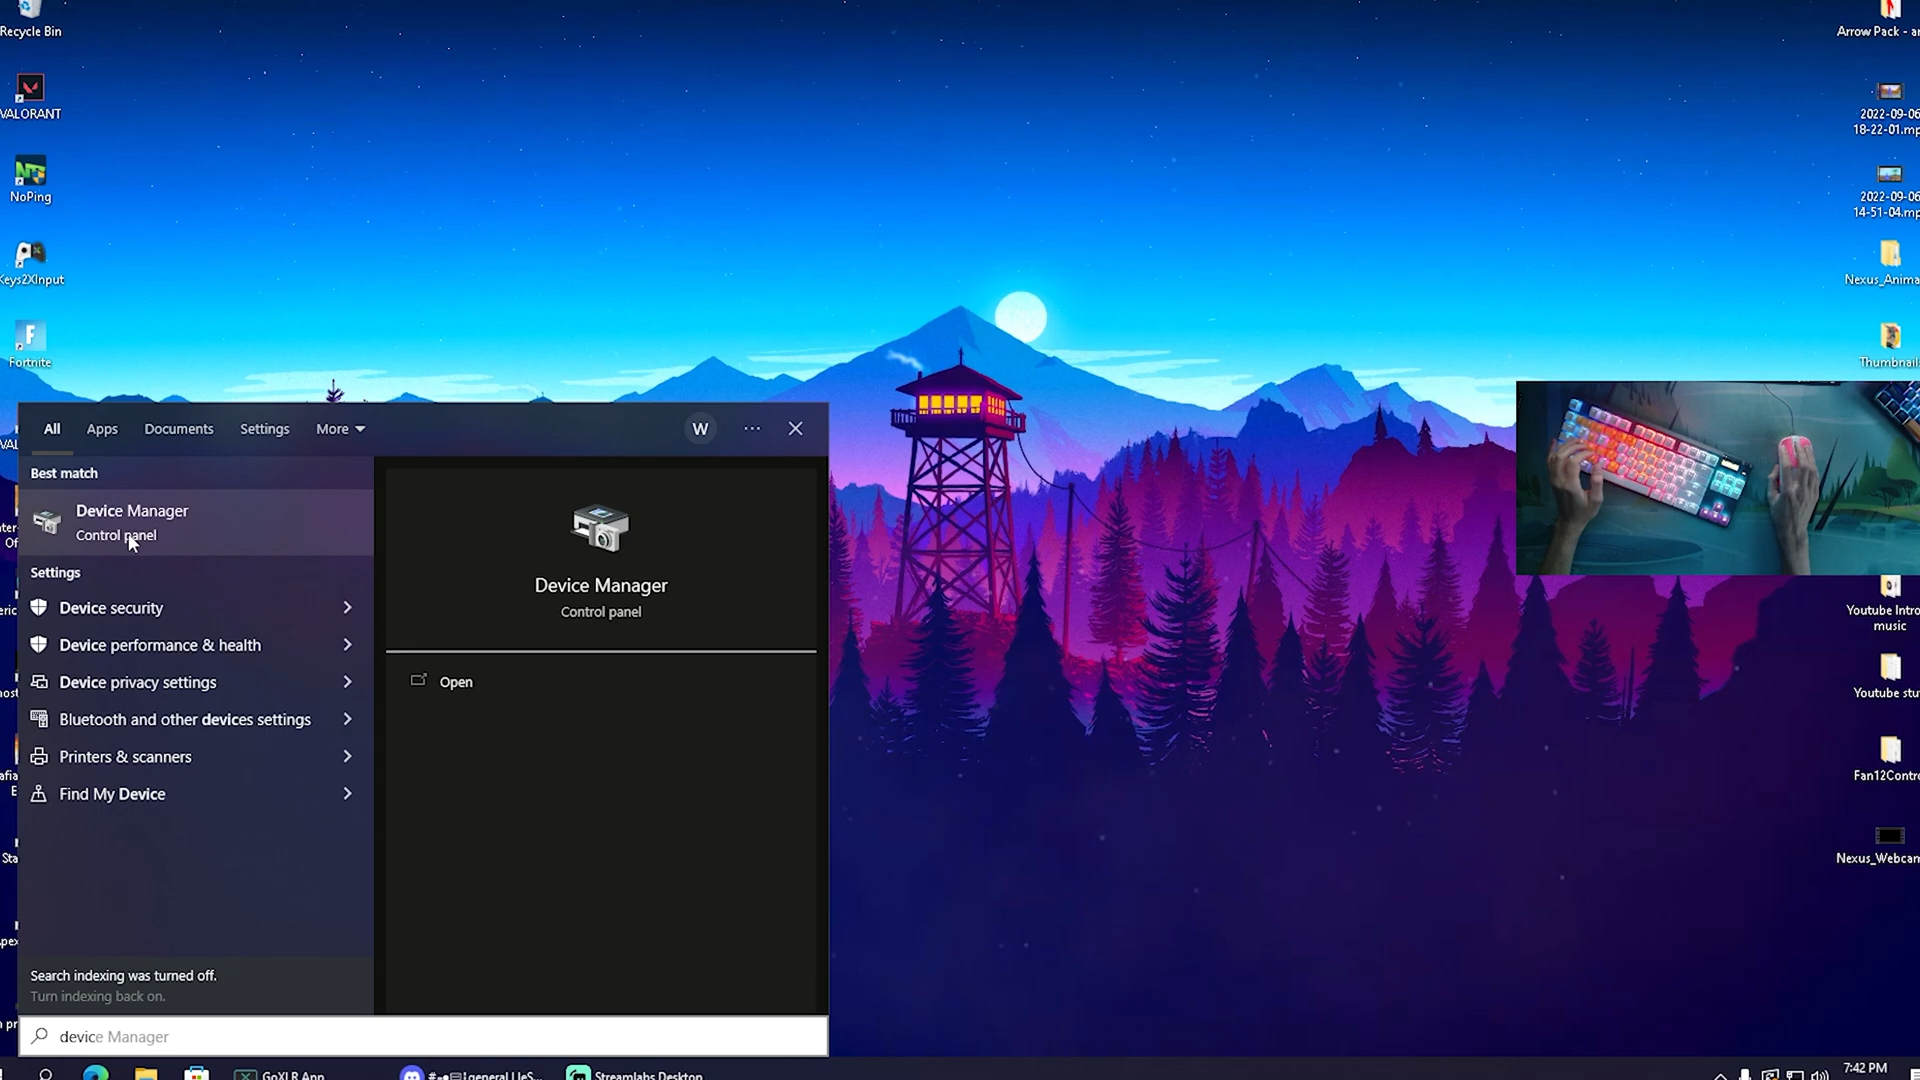 Recycle Bin
VALORANT
NoPing
Keys2XInput
Fortnite
Arrow Pack - a
2022-09-06
18-22-01.mp
2022-09-06
14-51-04.mp
Nexus_Anima
Thumbnail
Youtube Intro
music
Youtube stu
Fan12Contro
Nexus_Webcam
All
Apps
Documents
Settings
More
W
Best match
Device Manager
Control panel
Settings
Device security
Device performance & health
Device privacy settings
Bluetooth and other devices settings
Printers & scanners
Find My Device
Search indexing was turned off.
Turn indexing back on.
Device Manager
Control panel
Open
device Manager
GoXLR App
Streamlabs Desktop
7:42 PM